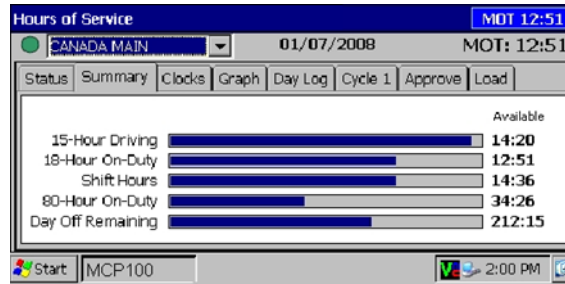 Hours of Service MOT 12:51
CANADA MAIN 01/07/2008 MOT: 12:51
Status Summary Clocks Graph Day Log Cycle 1 Approve Load
Available
15-Hour Driving 14:20
18-Hour On-Duty 12:51
Shift Hours 14:36
80-Hour On-Duty 34:26
Day Off Remaining 212:15
Start MCP100 2:00 PM